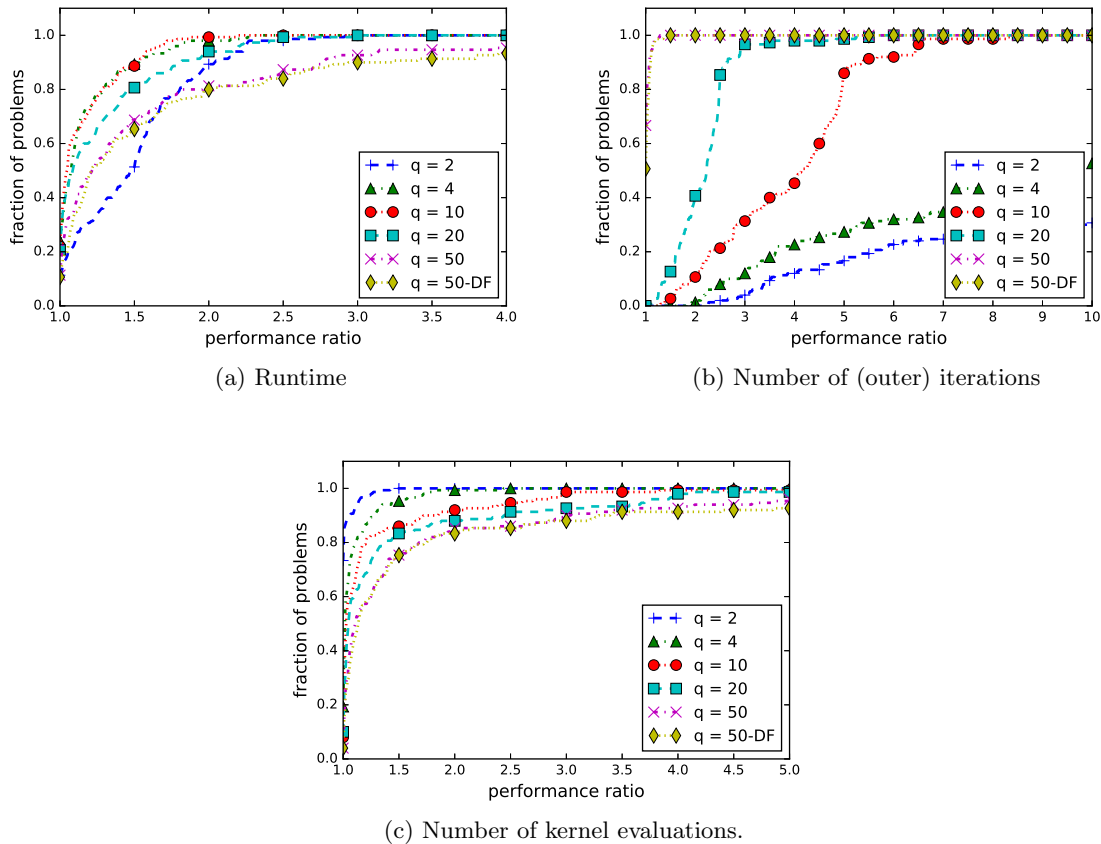 fraction of problems
1.0
0.8
0.6
0.4
0.2
0.0
1.0 1.5 2.0 2.5 3.0 3.5 4.0
performance ratio
q = 2
q = 4
q = 10
q = 20
q = 50
q = 50-DF
(a) Runtime
fraction of problems
1.0
0.8
0.6
0.4
0.2
0.0
1 2 3 4 5 6 7 8 9 10
performance ratio
q = 2
q = 4
q = 10
q = 20
q = 50
q = 50-DF
(b) Number of (outer) iterations
fraction of problems
1.0
0.8
0.6
0.4
0.2
0.0
1.0 1.5 2.0 2.5 3.0 3.5 4.0 4.5 5.0
performance ratio
q = 2
q = 4
q = 10
q = 20
q = 50
q = 50-DF
(c) Number of kernel evaluations.